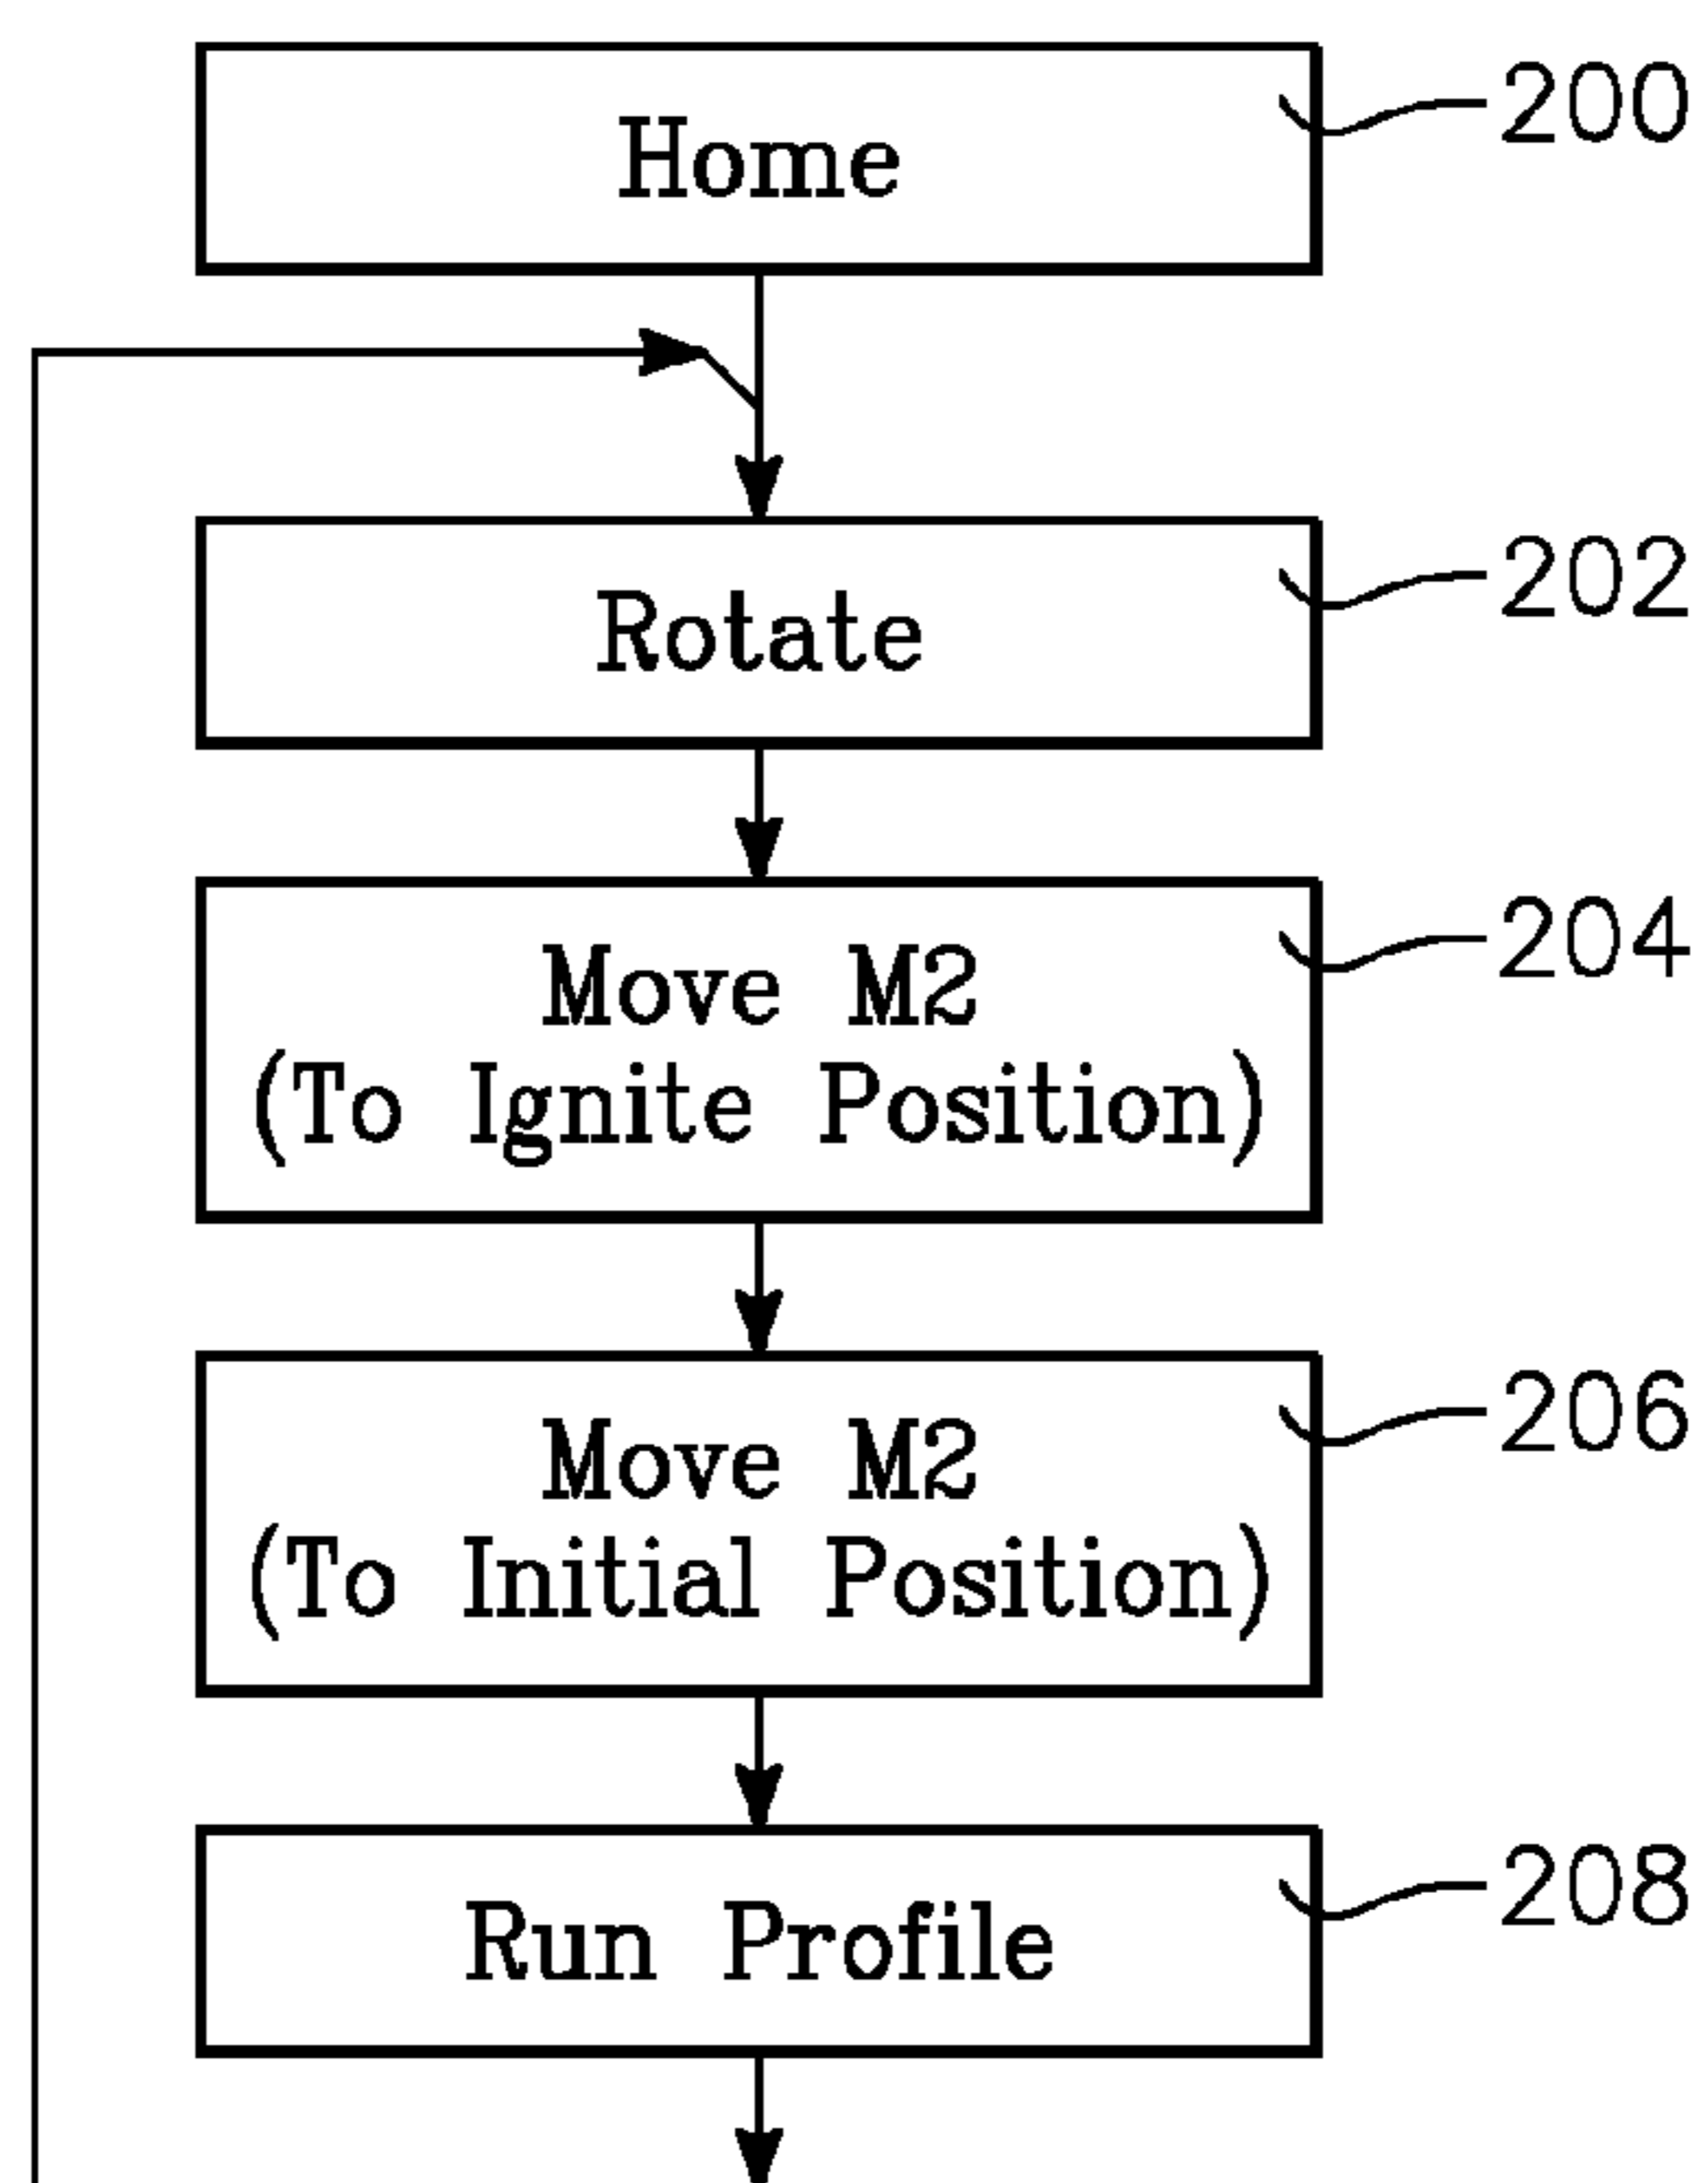 Home
200
Rotate
202
Move M2
(To Ignite Position)
204
Move M2
(To Initial Position)
206
Run Profile
208